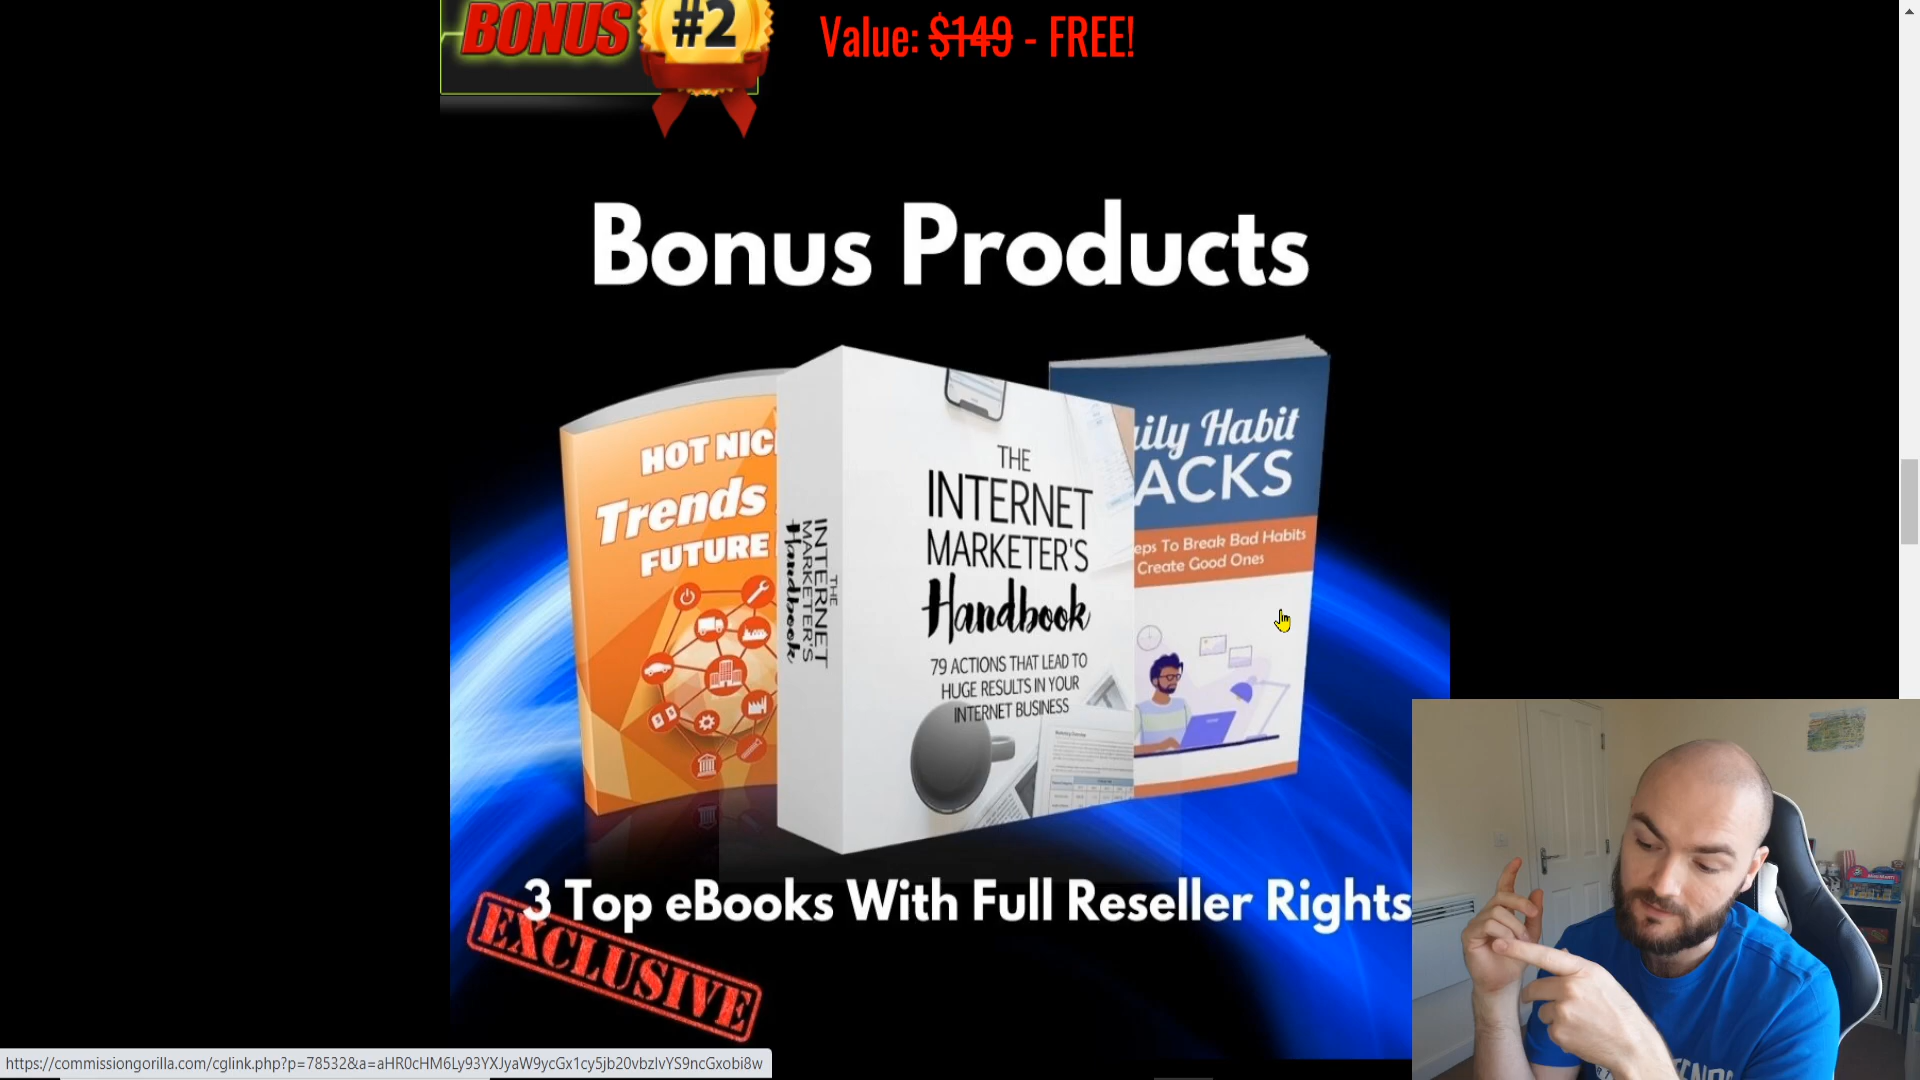 BONUS #2
Value: $149 - FREE!
Bonus Products
HOT NIC
Trends
FUTURE
THE
INTERNET
MARKETER'S
Handbook
THE
INTERNET
MARKETER'S
Handbook
79 ACTIONS THAT LEAD TO
HUGE RESULTS IN YOUR
INTERNET BUSINESS
ily Habit
ACKS
eps To Break Bad Habits
Create Good Ones
3 Top eBooks With Full Reseller Rights
EXCLUSIVE
https://commissiongorilla.com/cglink.php?p=78532&a=aHR0cHM6Ly93YXJyaW9ycGx1cy5jb20vbzlvYS9ncGxobi8w